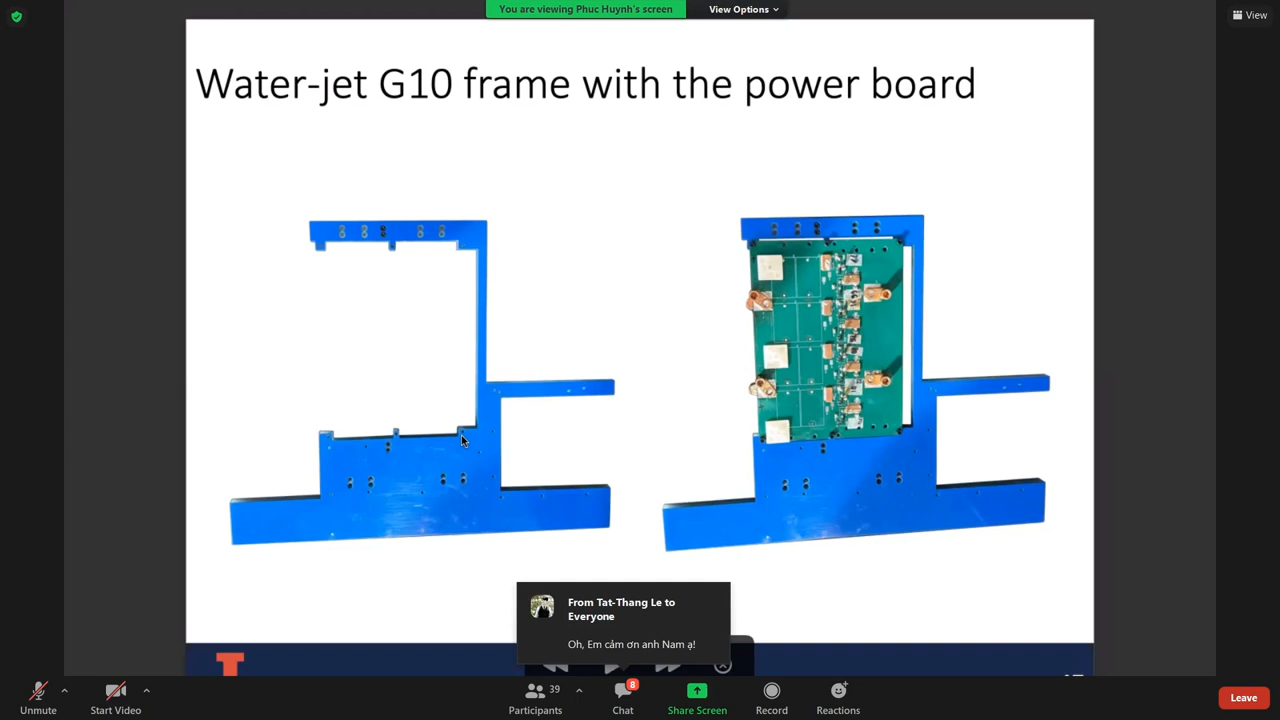 You are viewing Phuc Huynh's screen
View Options
View
Water-jet G10 frame with the power board
From Tat-Thang Le to
Everyone
Oh, Em cảm ơn anh Nam ạ!
Unmute
Start Video
39
Participants
8
Chat
Share Screen
Record
Reactions
Leave